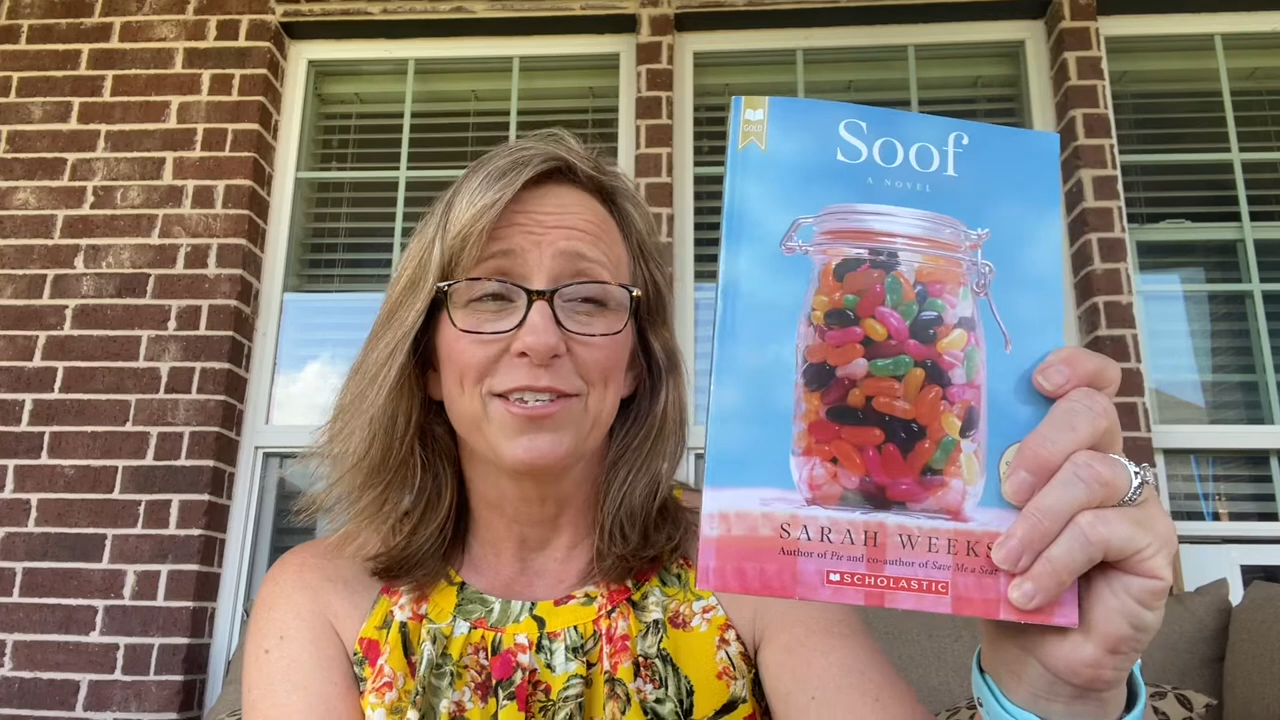 GOLD
Soof
A NOVEL
SARAH WEEKS
Author of Pie and co-author of Save Me a Seat
SCHOLASTIC